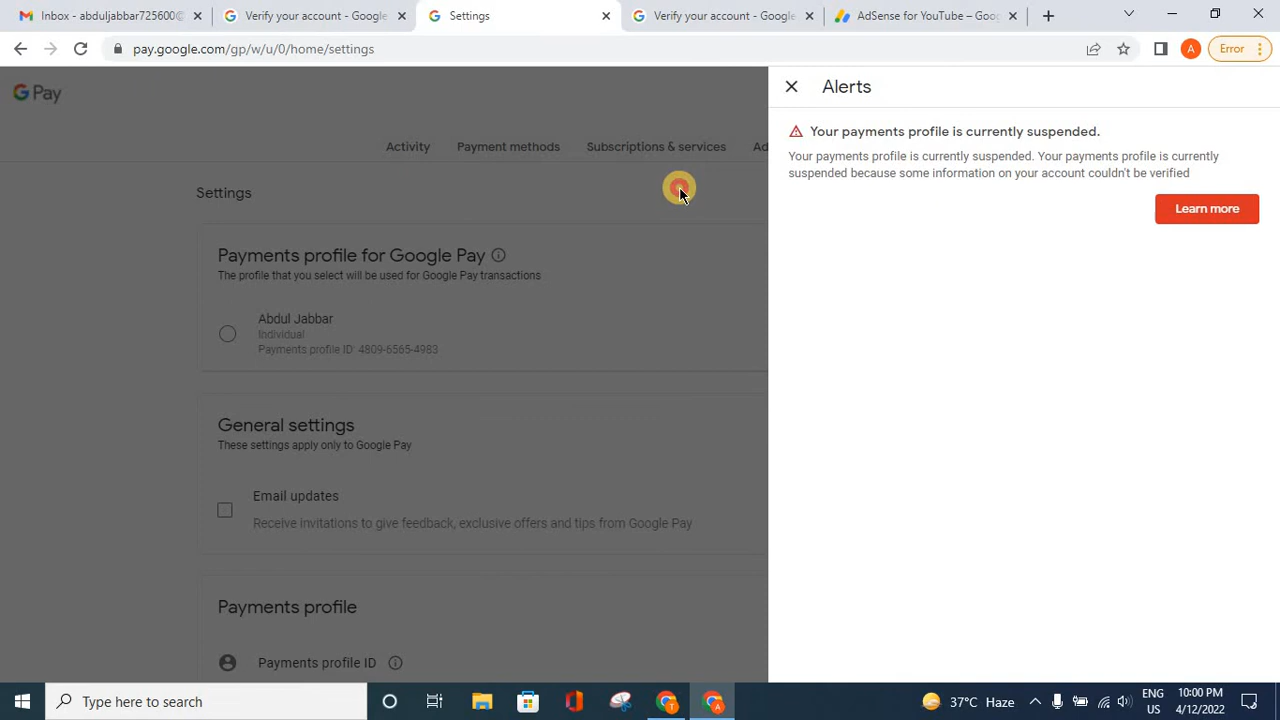 Inbox - abduljabbar725600@
Verify your account - Google
Settings
Verify your account - Google
AdSense for YouTube – Goog
pay.google.com/gp/w/u/0/home/settings
A
Error
G Pay
Activity
Payment methods
Subscriptions & services
Ad
Settings
Payments profile for Google Pay
The profile that you select will be used for Google Pay transactions
Abdul Jabbar
Individual
Payments profile ID: 4809-6565-4983
General settings
These settings apply only to Google Pay
Email updates
Receive invitations to give feedback, exclusive offers and tips from Google Pay
Payments profile
Payments profile ID
Alerts
Your payments profile is currently suspended.
Your payments profile is currently suspended. Your payments profile is currently
suspended because some information on your account couldn't be verified
Learn more
Type here to search
T
A
37°C Haze
ENG
US
10:00 PM
4/12/2022